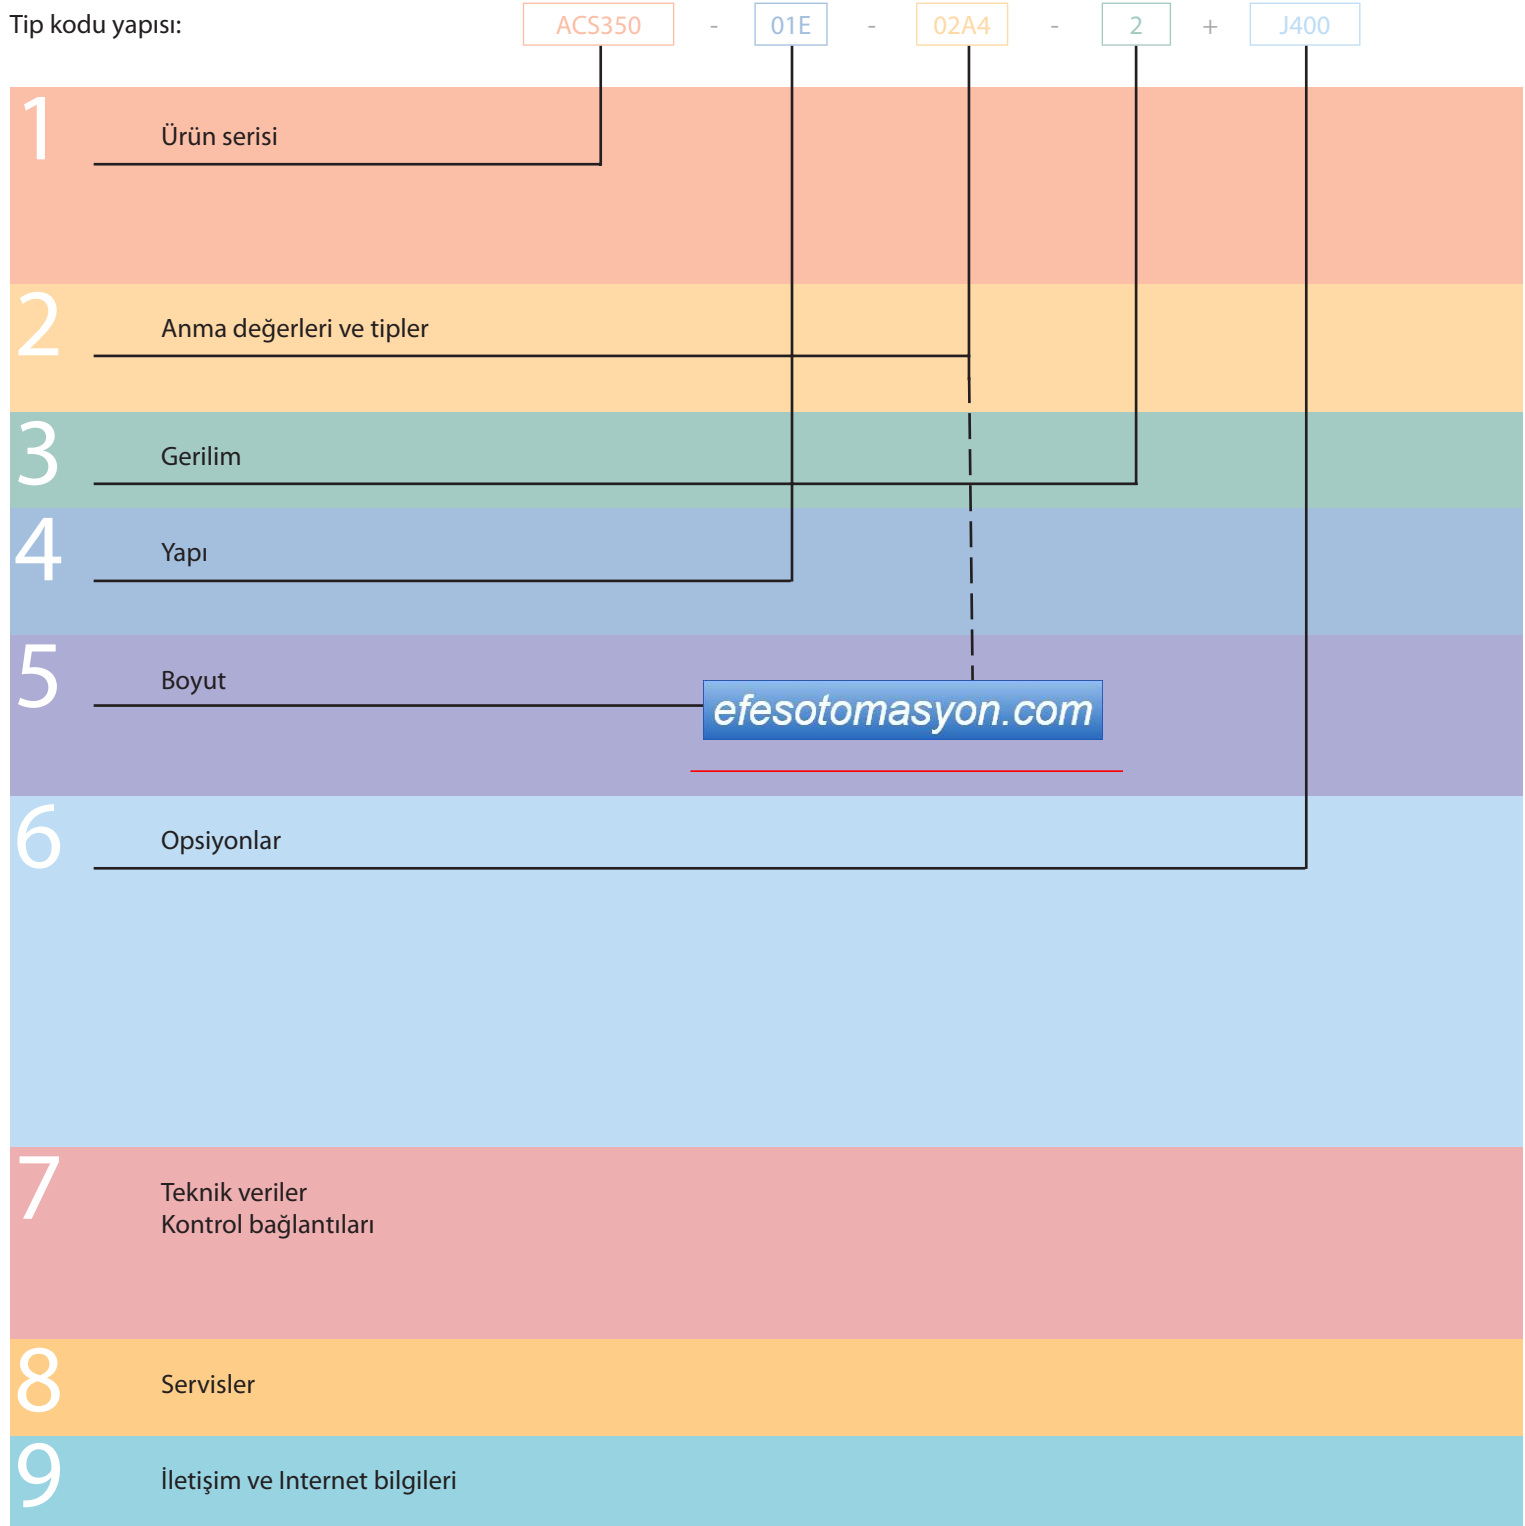 Tip kodu yapısı: ACS350 - 01E - 02A4 - 2 + J400
1
Ürün serisi
2
Anma değerleri ve tipler
3
Gerilim
4
Yapı
5
Boyut
efesotomasyon.com
6
Opsiyonlar
7
Teknik veriler
Kontrol bağlantıları
8
Servisler
9
İletişim ve Internet bilgileri